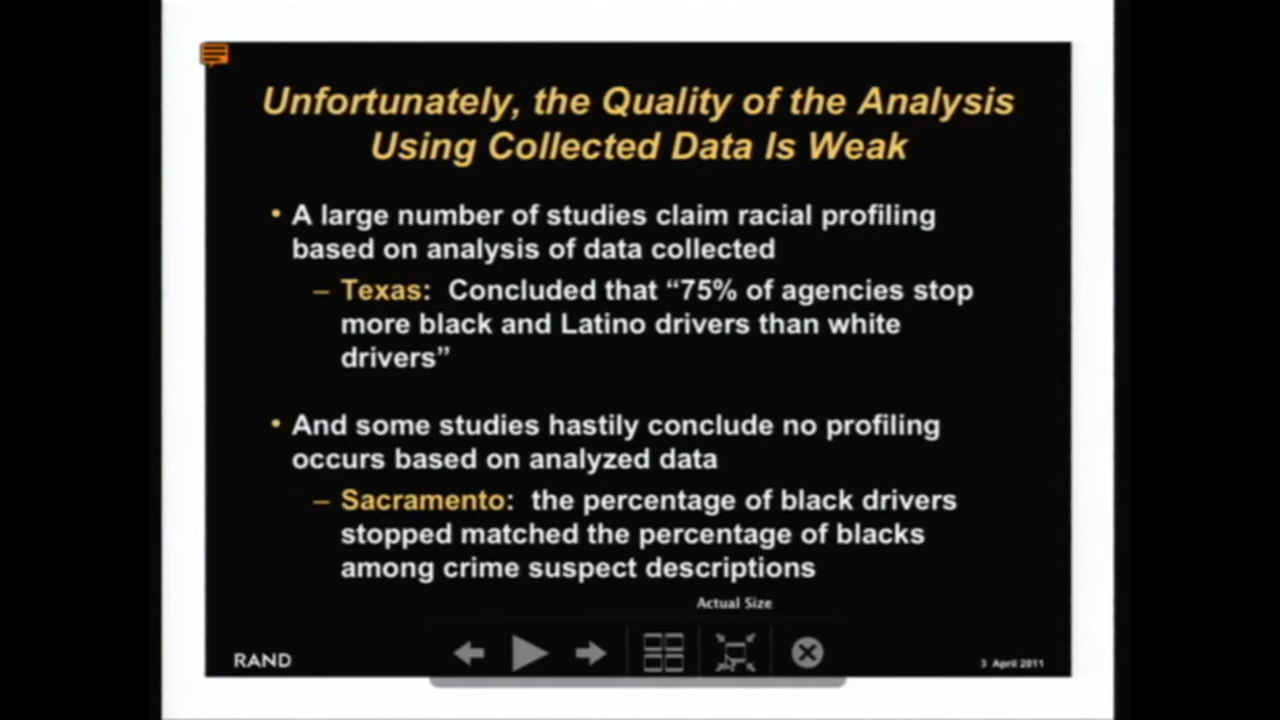 Unfortunately, the Quality of the Analysis
Using Collected Data Is Weak
• A large number of studies claim racial profiling
based on analysis of data collected
– Texas: Concluded that “75% of agencies stop
more black and Latino drivers than white
drivers”
• And some studies hastily conclude no profiling
occurs based on analyzed data
– Sacramento: the percentage of black drivers
stopped matched the percentage of blacks
among crime suspect descriptions
Actual Size
RAND
3 April 2011